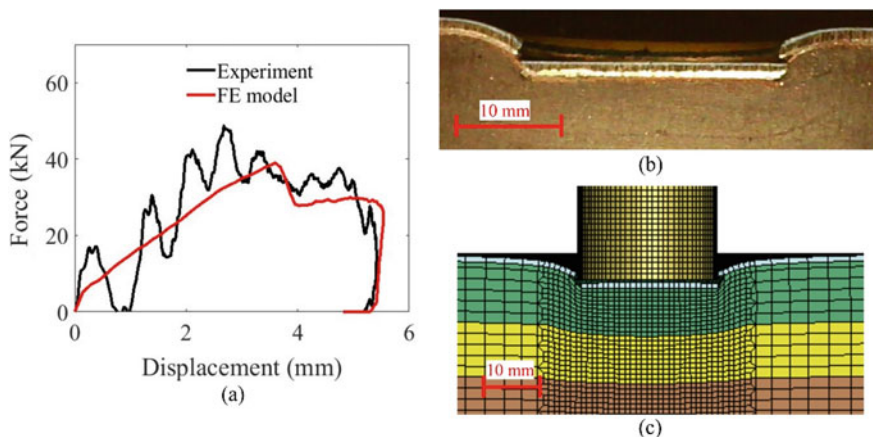 60
40
20
0
Force (kN)
Experiment
FE model
0 2 4 6
Displacement (mm)
(a)
10 mm
(b)
10 mm
(c)